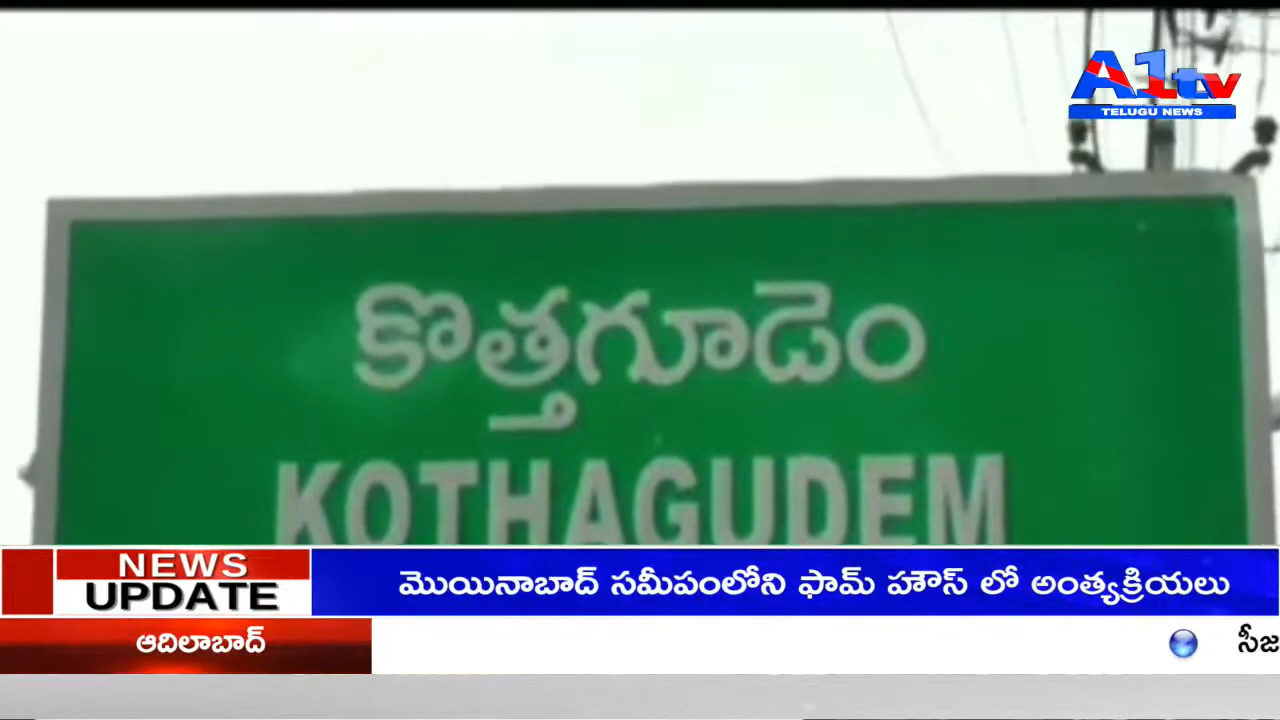 A1tv
TELUGU NEWS
కొత్తగూడెం
KOTHAGUDEM
NEWS
UPDATE
మొయినాబాద్ సమీపంలోని ఫామ్ హౌస్ లో అంత్యక్రియలు
ఆదిలాబాద్
సీజ